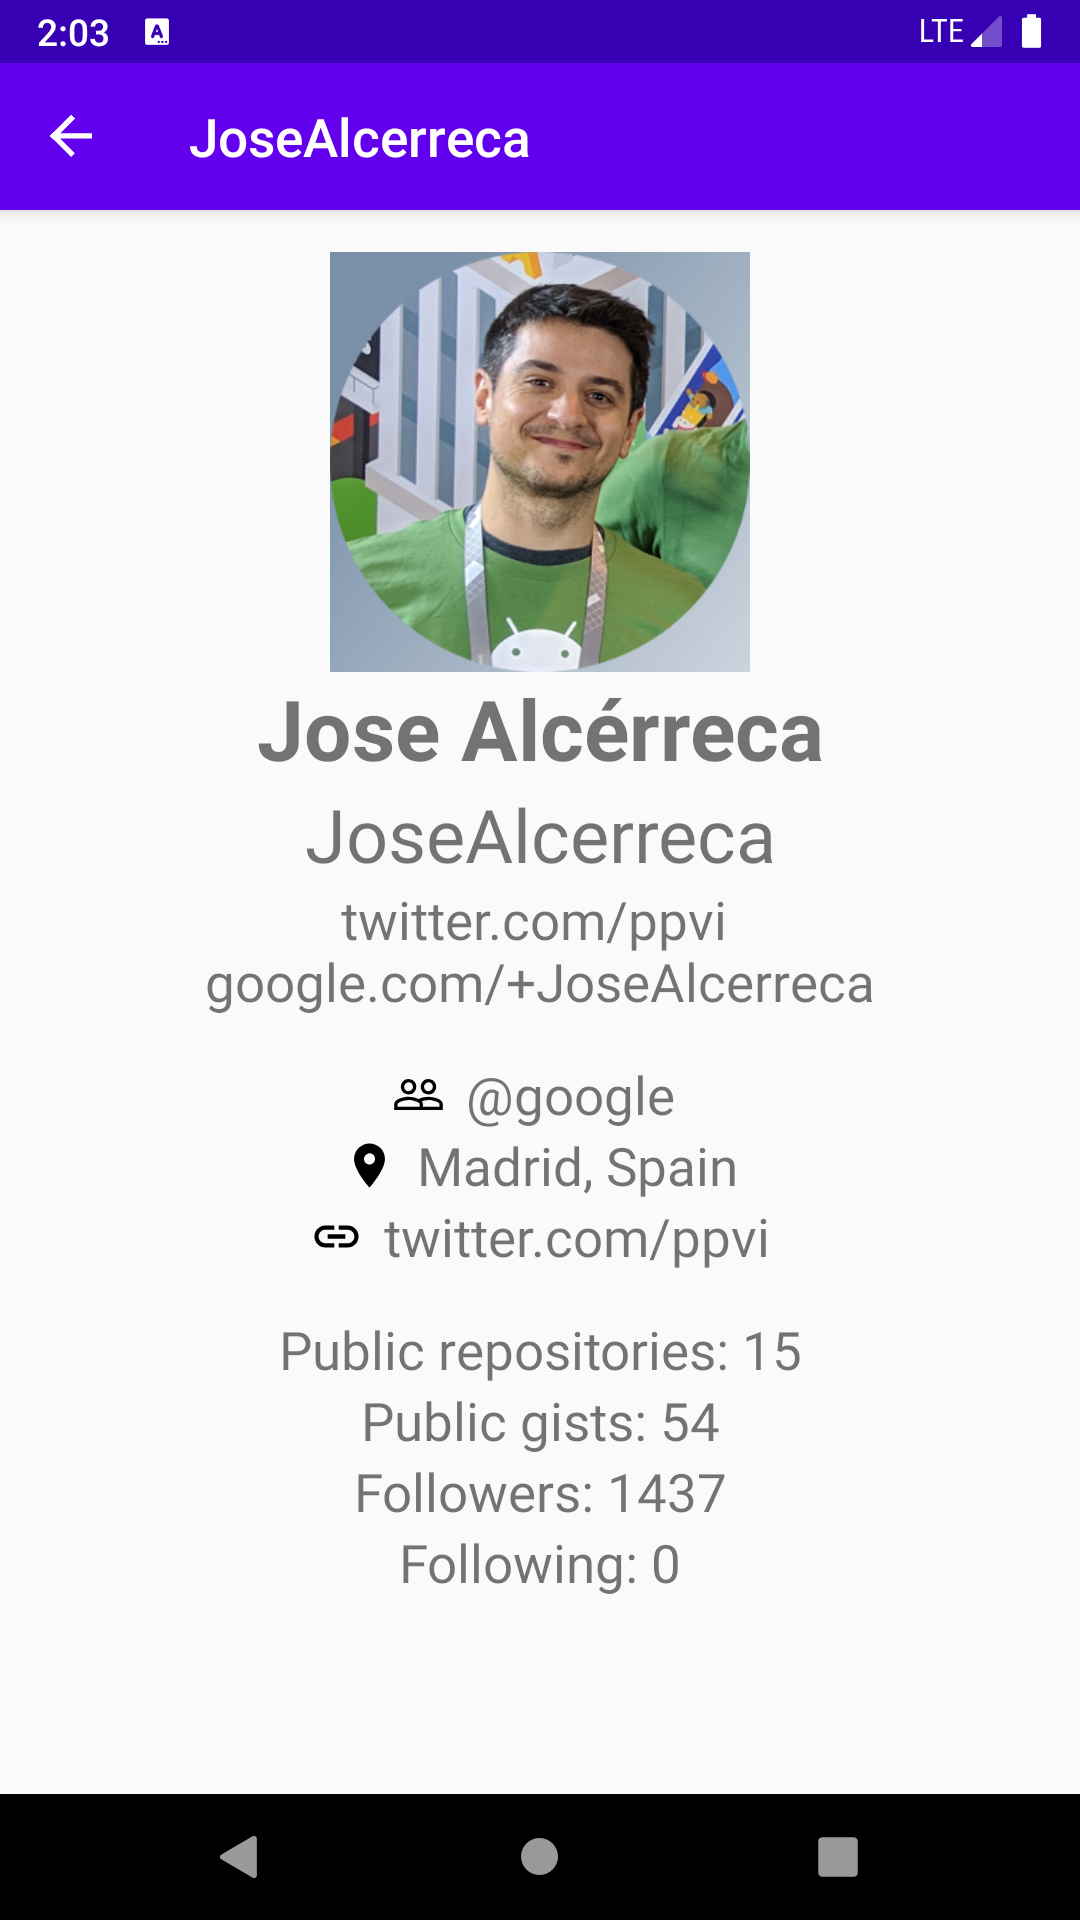 2:03
LTE
JoseAlcerreca
Jose Alcérreca
JoseAlcerreca
twitter.com/ppvi
google.com/+JoseAlcerreca
@google
Madrid, Spain
twitter.com/ppvi
Public repositories: 15
Public gists: 54
Followers: 1437
Following: 0